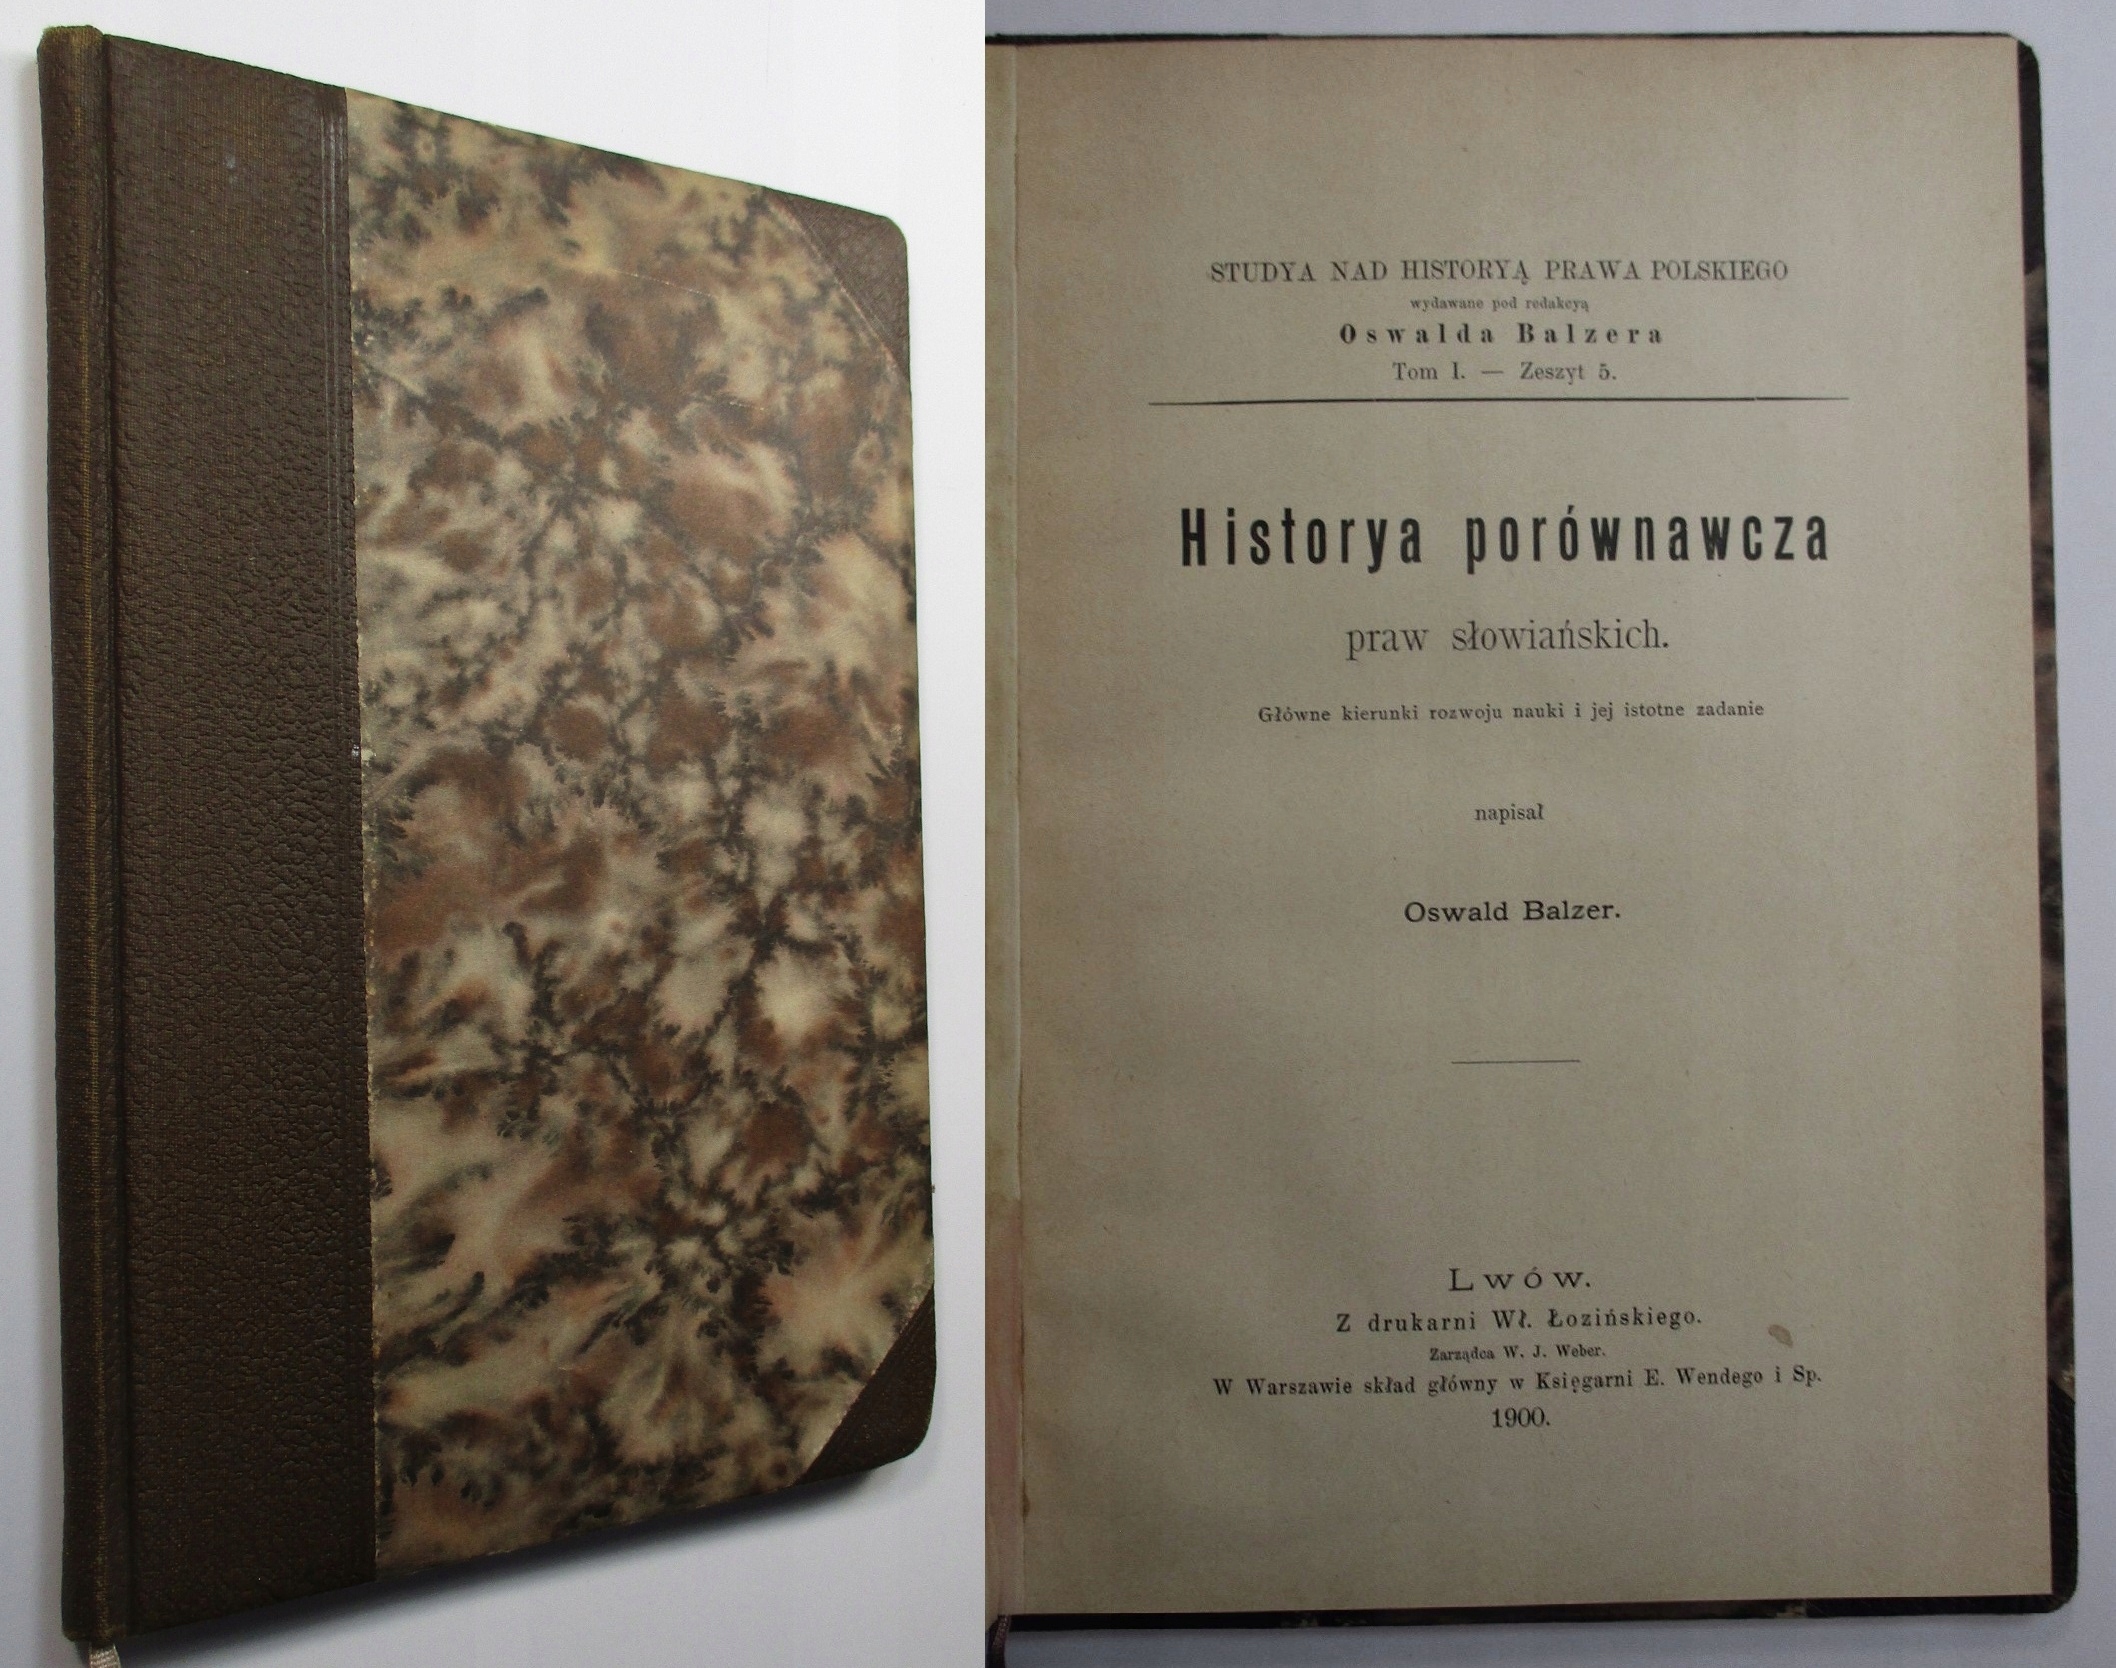 STUDYA NAD HISTORYĄ PRAWA POLSKIEGO
wydawane pod redakcyą
Oswalda Balzera
Tom I. — Zeszyt 5.
Historya porównawcza
praw słowiańskich.
Główne kierunki rozwoju nauki i jej istotne zadanie
napisał
Oswald Balzer.
Lwów.
Z drukarni Wł. Łozińskiego.
Zarządca W. J. Weber.
W Warszawie skład główny w Księgarni E. Wendego i Sp.
1900.